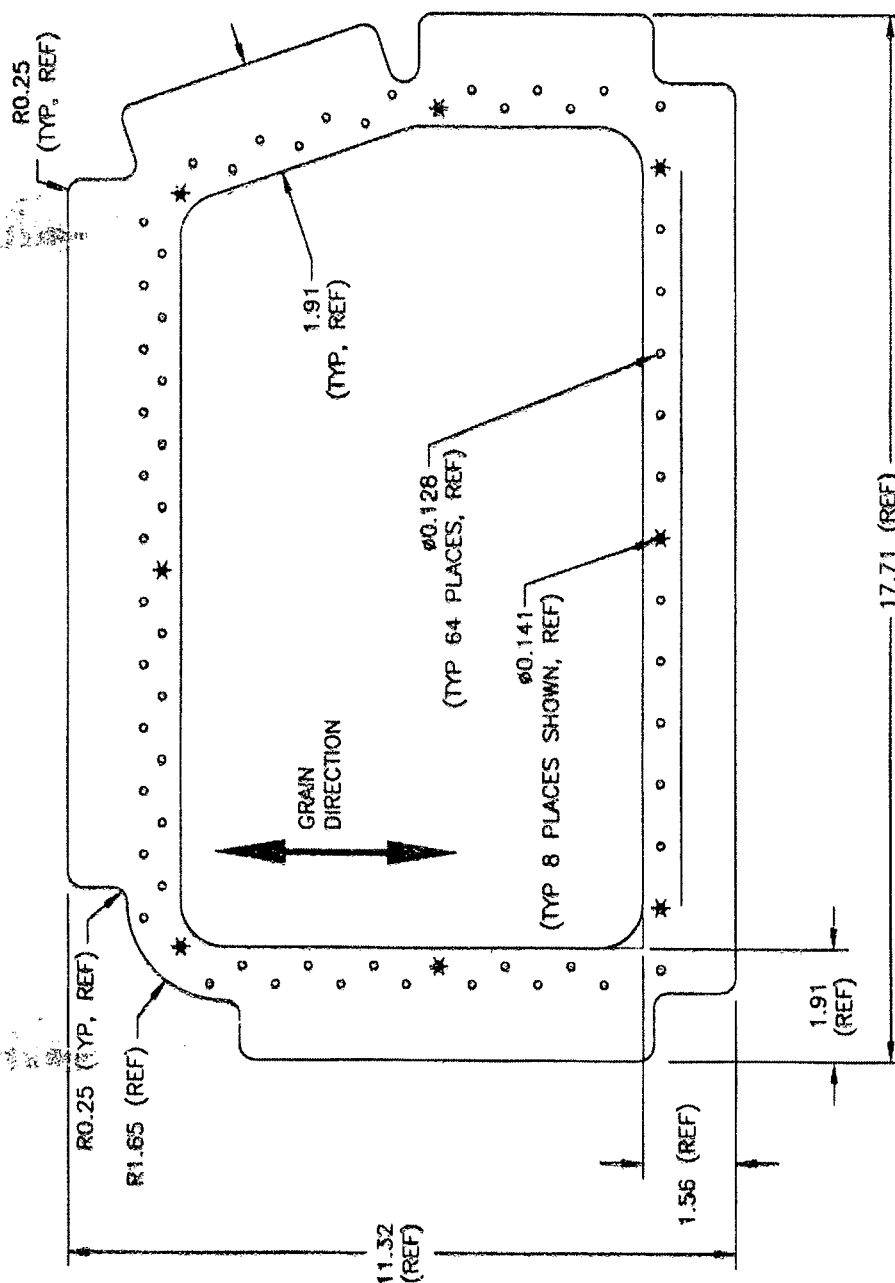 R0.25
(TYP. REF)
1.91
(TYP, REF)
Ø0.128
(TYP 64 PLACES, REF)
Ø0.141
(TYP 8 PLACES SHOWN, REF)
GRAIN
DIRECTION
R0.25 (TYP, REF)
R1.65 (REF)
11.32
(REF)
1.56 (REF)
1.91
(REF)
17.71 (REF)